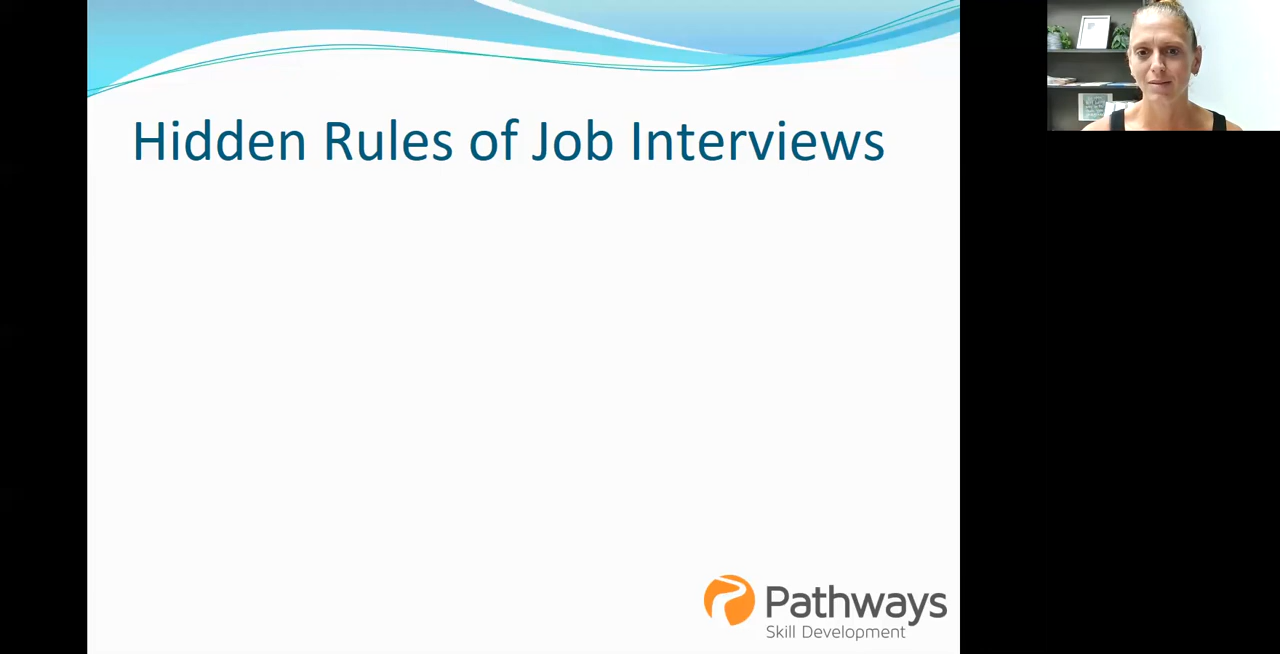 Hidden Rules of Job Interviews
Pathways
Skill Development